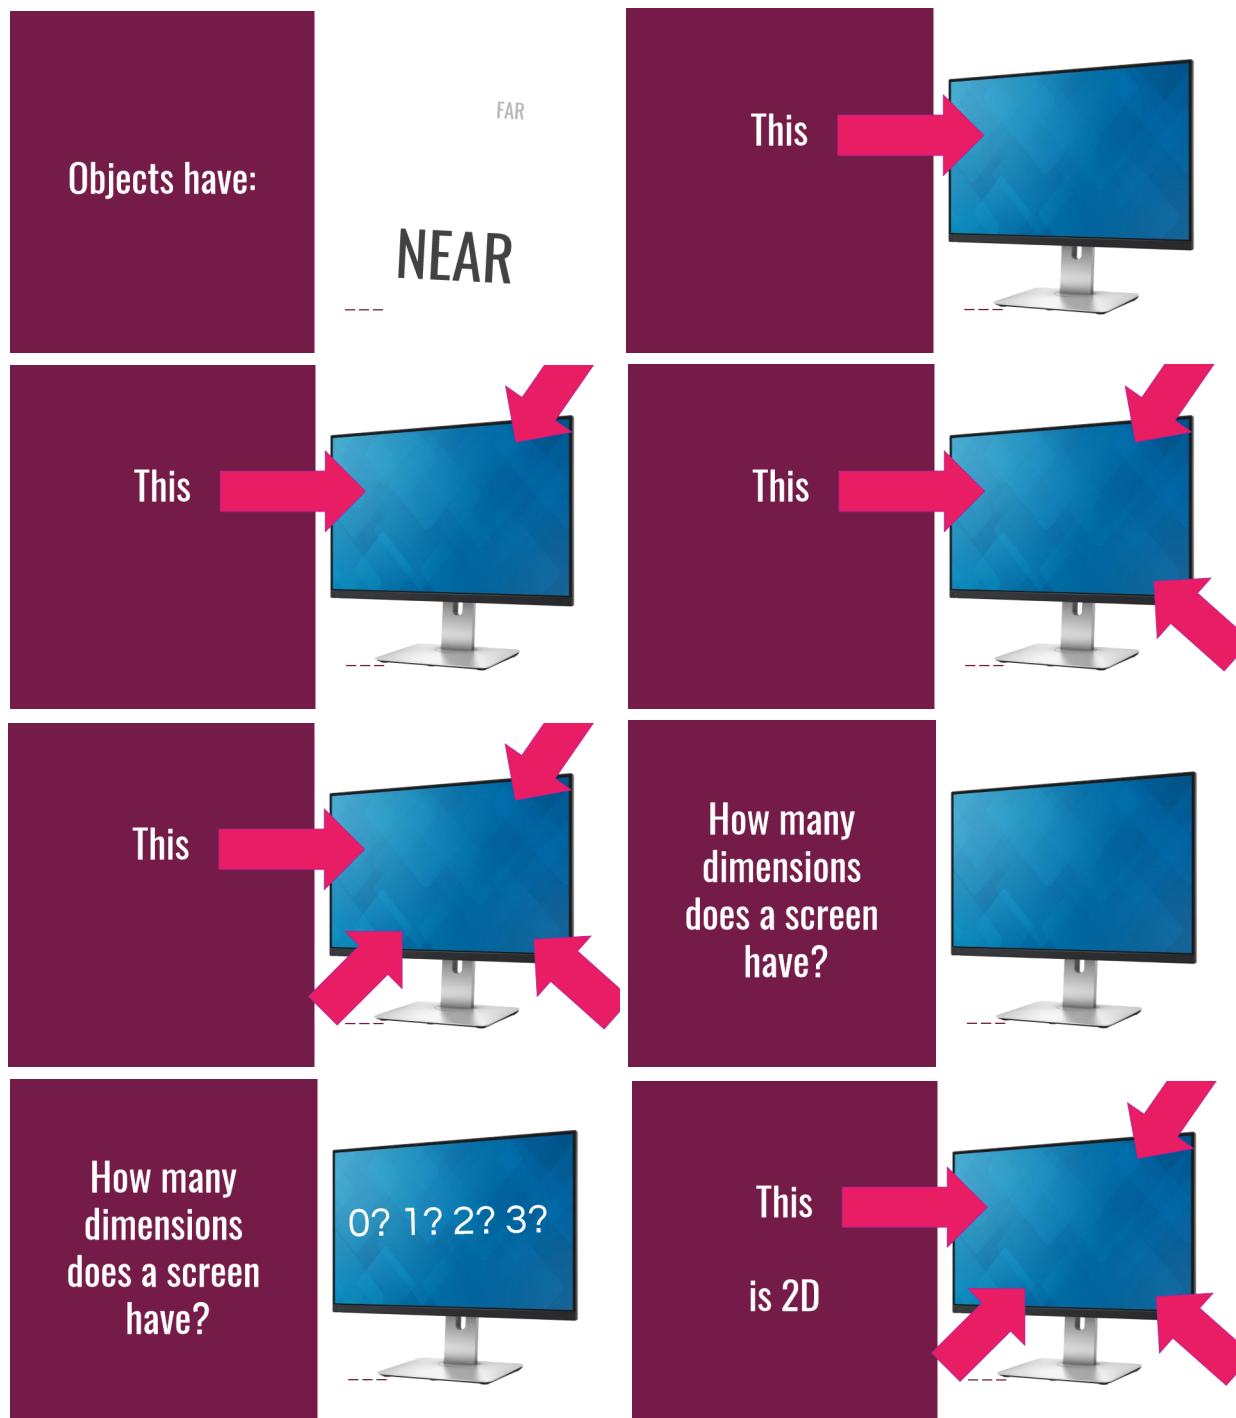 Objects have:
FAR
NEAR
This
This
This
This
How many
dimensions
does a screen
have?
How many
dimensions
does a screen
have?
0? 1? 2? 3?
This
is 2D